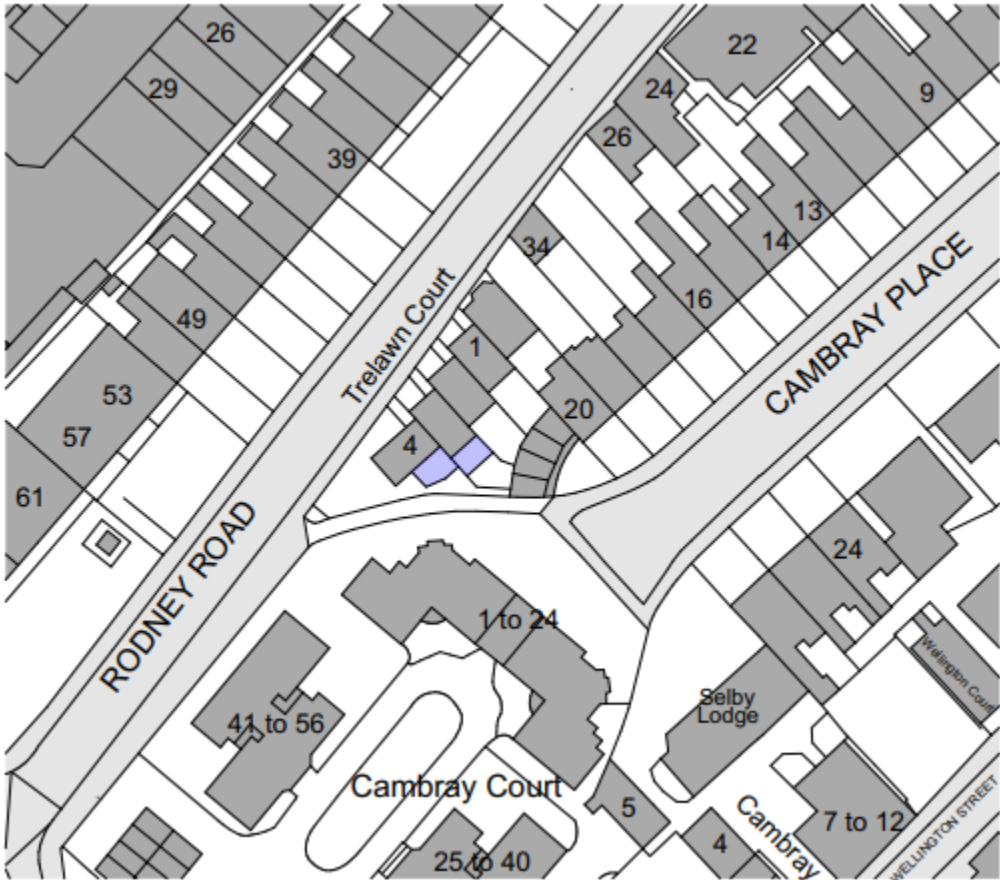 26
22
29
24
9
26
39
13
14
34
16
49
Trelawn Court
1
CAMBRAY PLACE
53
20
57
4
61
24
RODNEY ROAD
1 to 24
Wellington Court
Selby
Lodge
41 to 56
Cambray Court
5
Cambray
7 to 12
WELLINGTON STREET
4
25 to 40